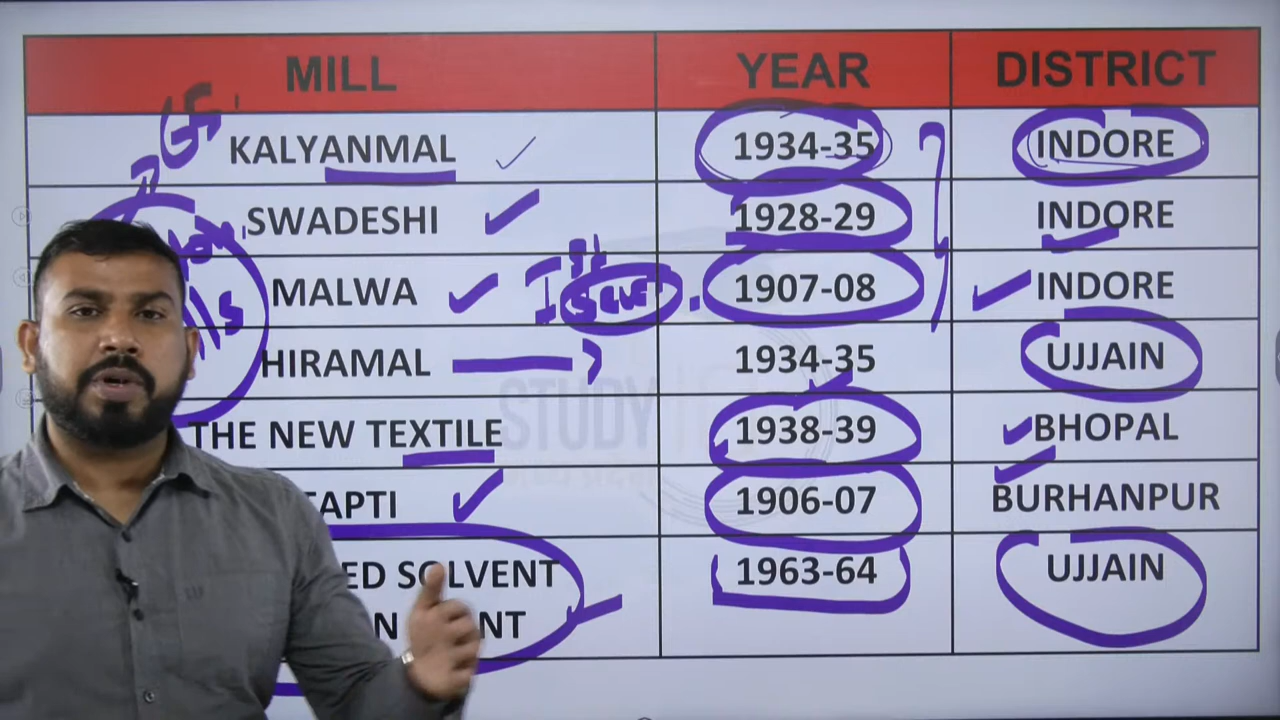 MILL YEAR DISTRICT
KALYANMAL 1934-35 INDORE
SWADESHI 1928-29 INDORE
MALWA 1907-08 INDORE
HIRAMAL 1934-35 UJJAIN
THE NEW TEXTILE 1938-39 BHOPAL
TAPTI 1906-07 BURHANPUR
ED SOLVENT 1963-64 UJJAIN
N NT
STUDY